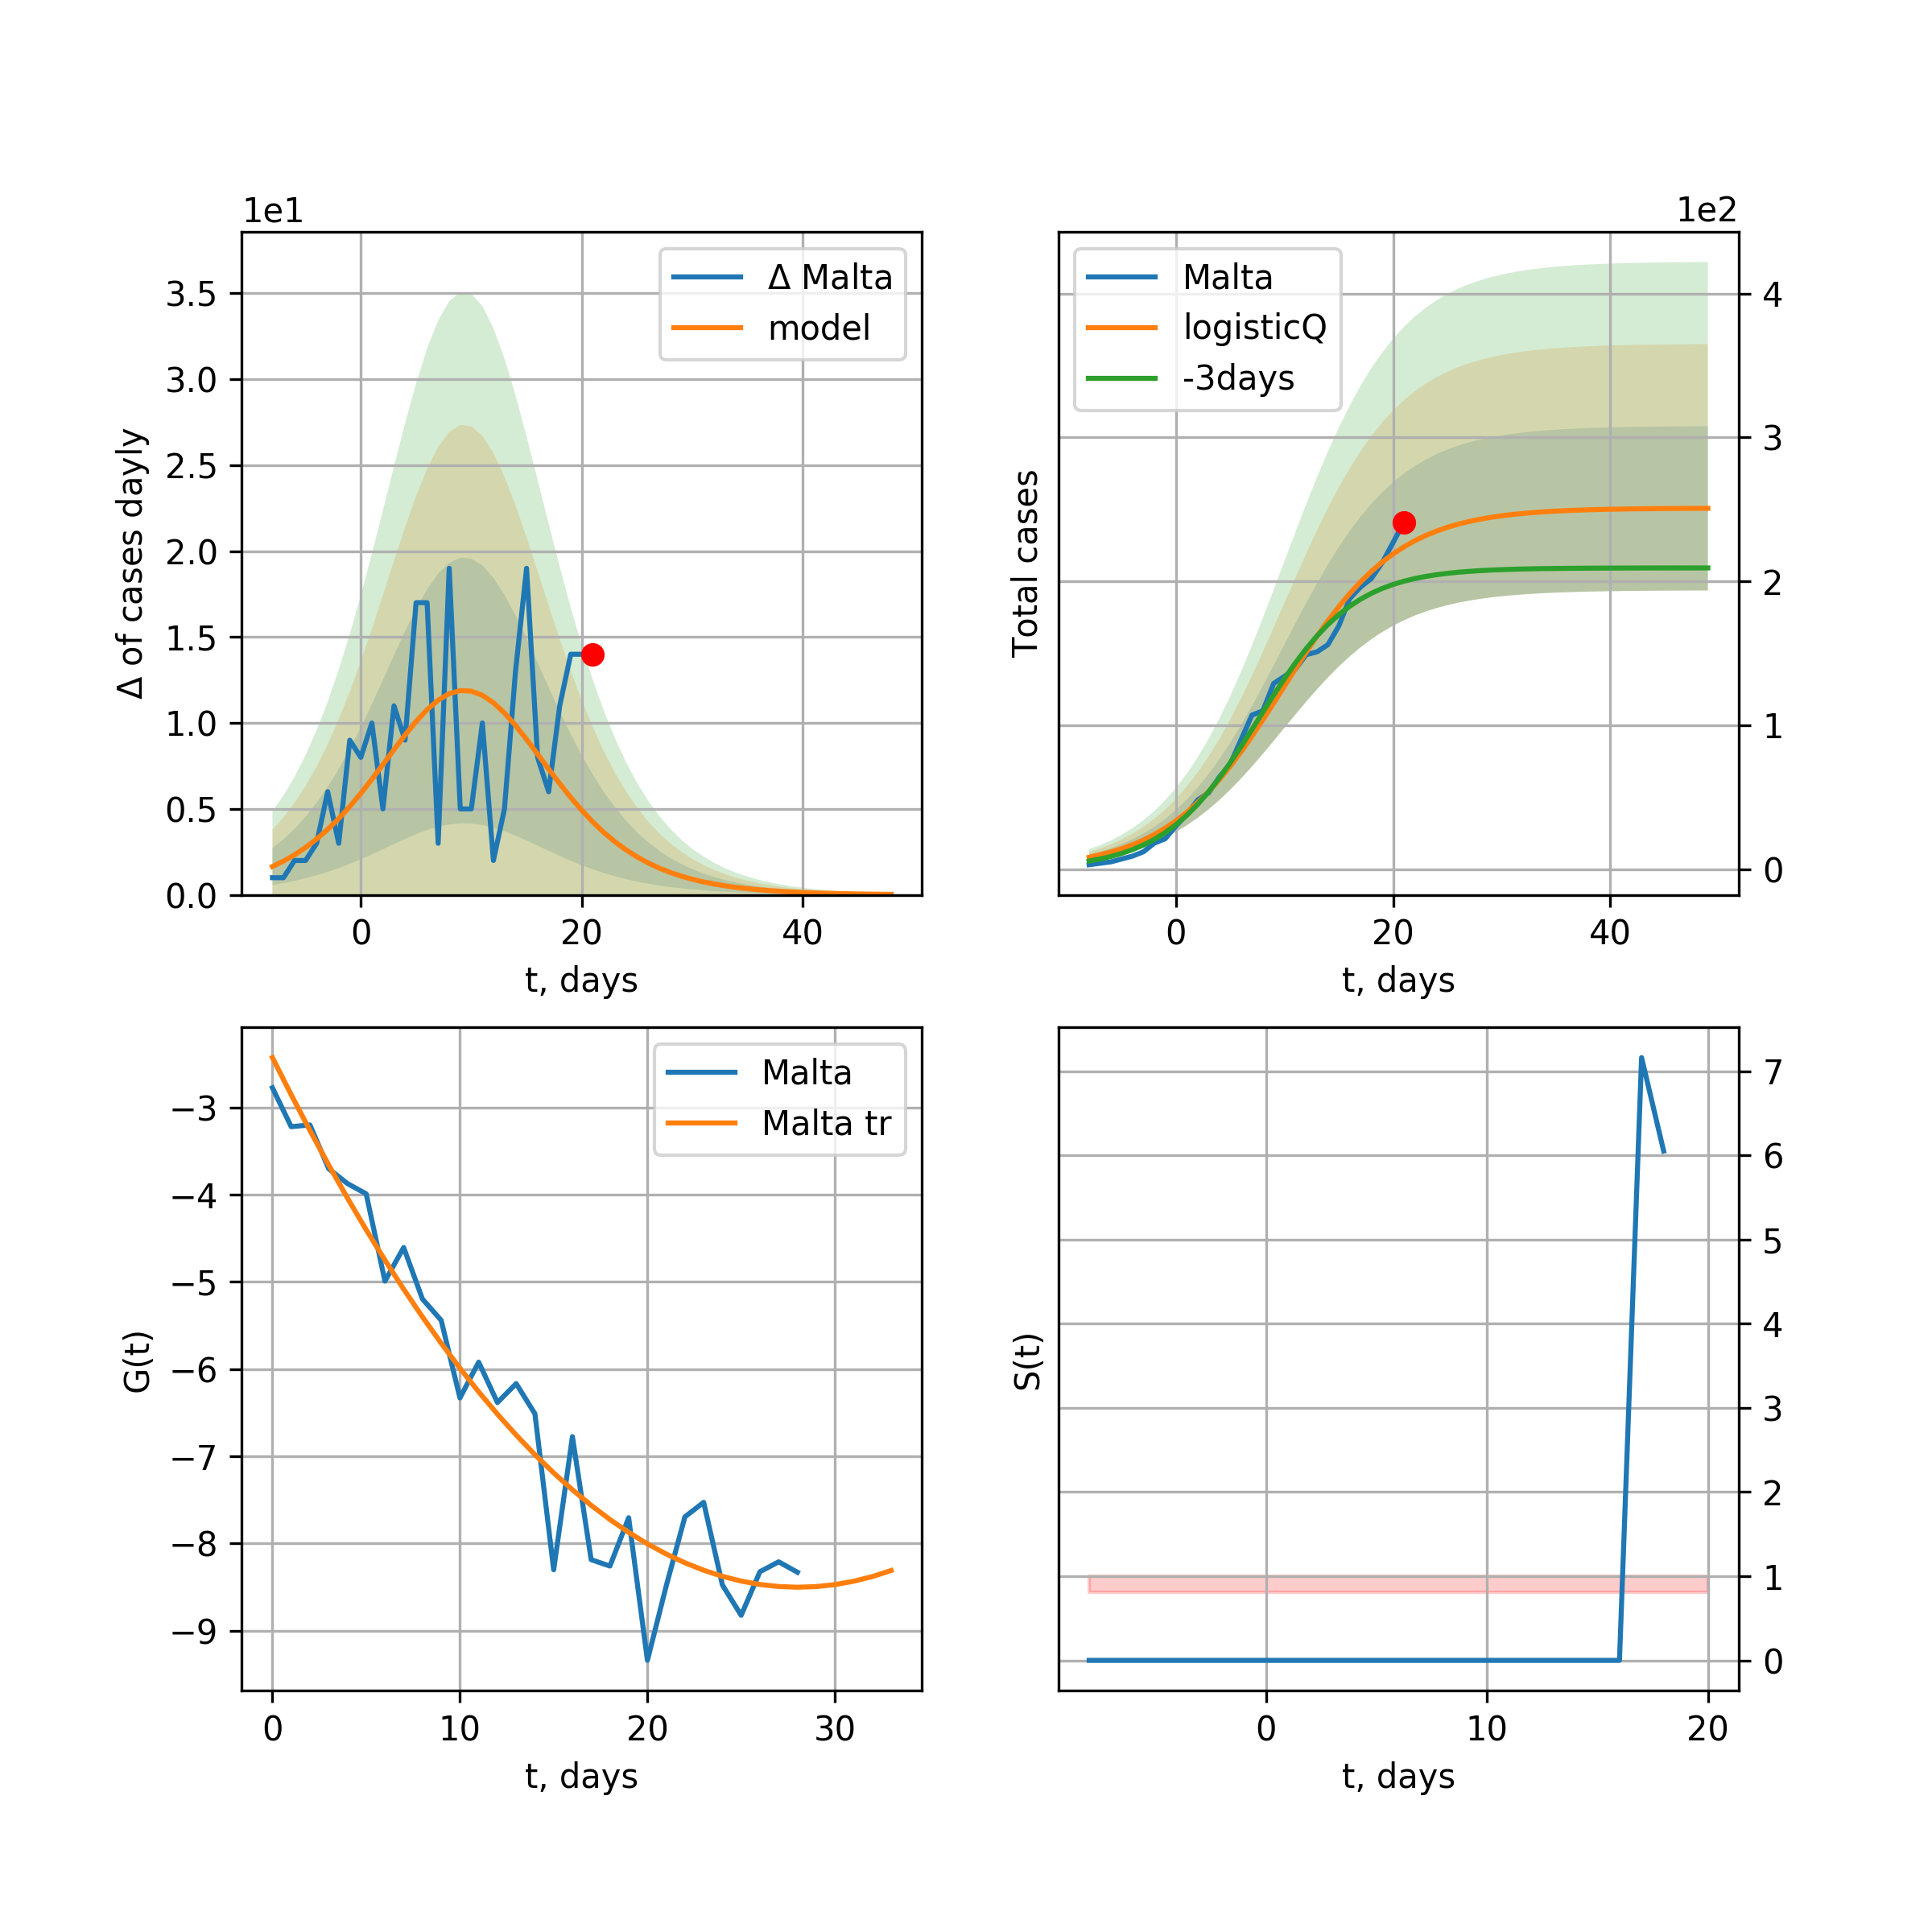 1e1
Δ of cases dayly
3.5
3.0
2.5
2.0
1.5
1.0
0.5
0.0
0 20 40
t, days
Δ Malta
model
1e2
Total cases
4
3
2
1
0
0 20 40
t, days
Malta
logisticQ
-3days
G(t)
−3
−4
−5
−6
−7
−8
−9
0 10 20 30
t, days
Malta
Malta tr
S(t)
7
6
5
4
3
2
1
0
0 10 20
t, days